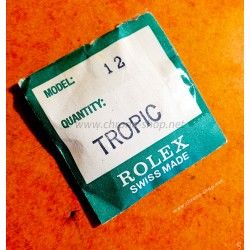 MODEL: 12
QUANTITY:
TROPIC
ROLEX
SWISS MADE